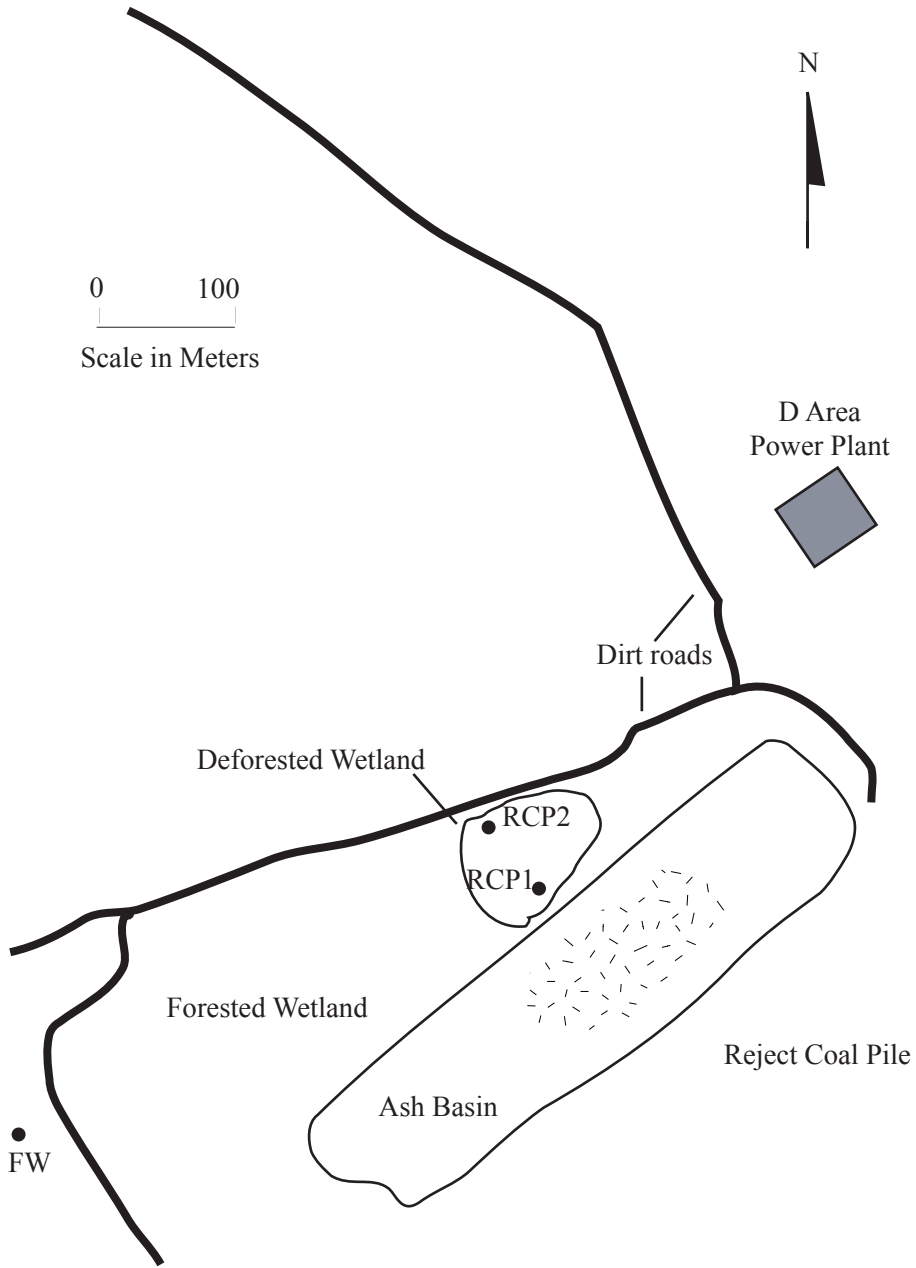 N
0 100
Scale in Meters
D Area
Power Plant
Dirt roads
Deforested Wetland
RCP2
RCP1
Forested Wetland
Reject Coal Pile
Ash Basin
FW